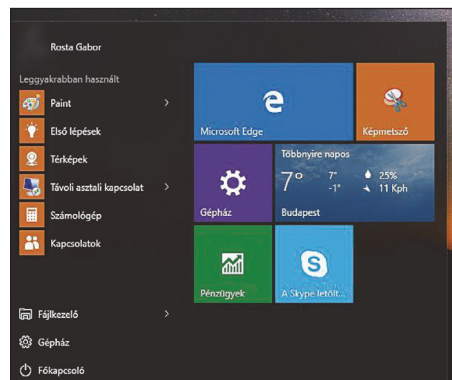 Rosta Gabor
Leggyakrabban használt
Paint
Első lépések
Térképek
Távoli asztali kapcsolat
Számológép
Kapcsolatok
Fájlkezelő
Gépház
Főkapcsoló
Microsoft Edge
Képmetsző
Gépház
Többnyire napos
7°
7°
-1°
25%
11 Kph
Budapest
Pénzügyek
A Skype letölt...